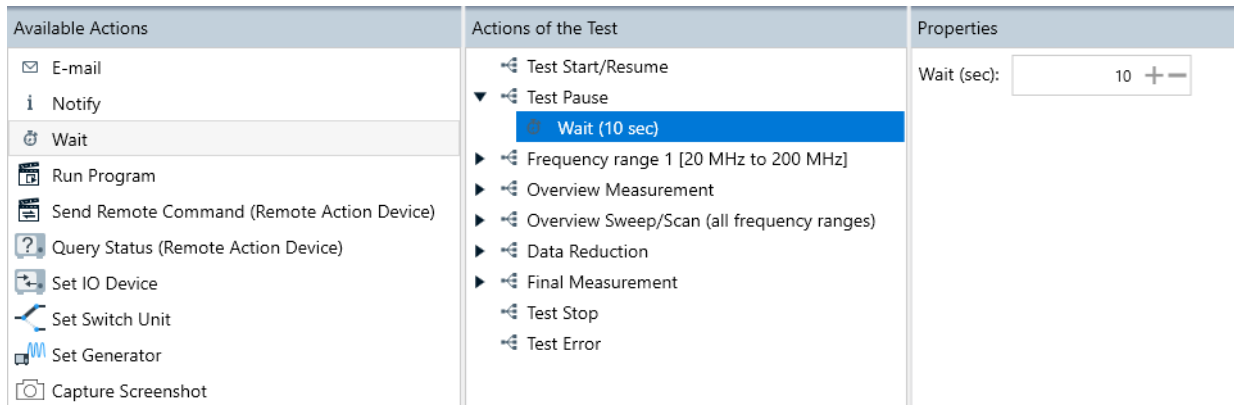 Available Actions
E-mail
Notify
Wait
Run Program
Send Remote Command (Remote Action Device)
Query Status (Remote Action Device)
Set IO Device
Set Switch Unit
Set Generator
Capture Screenshot
Actions of the Test
Test Start/Resume
Test Pause
Wait (10 sec)
Frequency range 1 [20 MHz to 200 MHz]
Overview Measurement
Overview Sweep/Scan (all frequency ranges)
Data Reduction
Final Measurement
Test Stop
Test Error
Properties
Wait (sec): 10